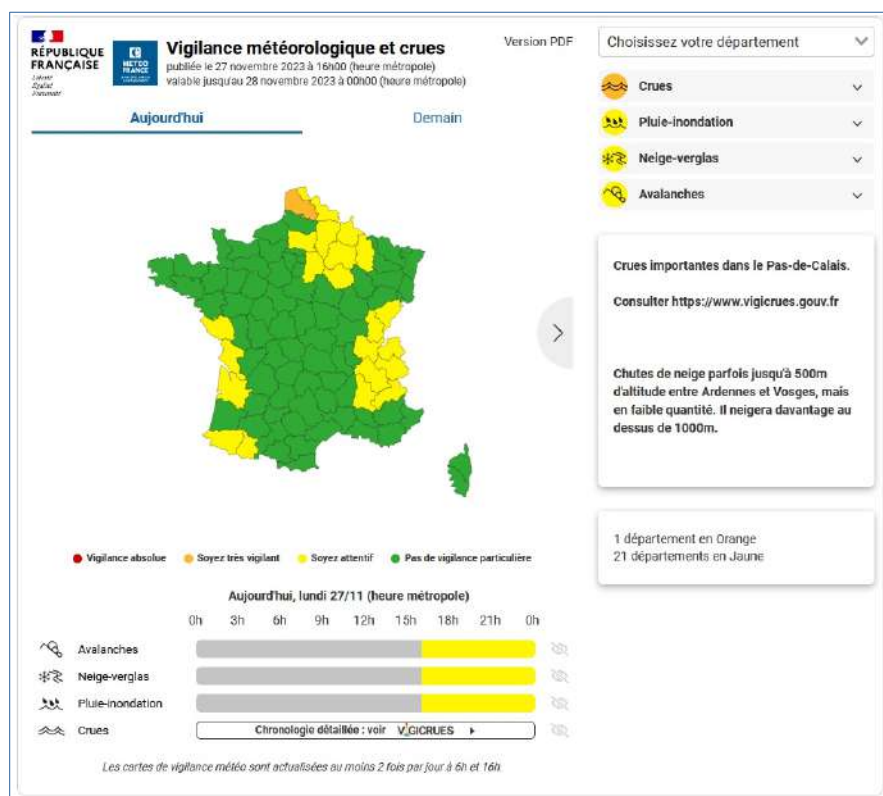 RÉPUBLIQUE
FRANÇAISE
Liberté
Égalité
Fraternité
METEO
FRANCE
Vigilance météorologique et crues
publiée le 27 novembre 2023 à 16h00 (heure métropole)
valable jusqu'au 28 novembre 2023 à 00h00 (heure métropole)
Version PDF
Aujourd'hui
Demain
Choisissez votre département
Crues
Pluie-inondation
Neige-verglas
Avalanches
Crues importantes dans le Pas-de-Calais.
Consulter https://www.vigicrues.gouv.fr
Chutes de neige parfois jusqu'à 500m
d'altitude entre Ardennes et Vosges, mais
en faible quantité. Il neigera davantage au
dessus de 1000m.
1 département en Orange
21 départements en Jaune
Vigilance absolue
Soyez très vigilant
Soyez attentif
Pas de vigilance particulière
Aujourd'hui, lundi 27/11 (heure métropole)
0h 3h 6h 9h 12h 15h 18h 21h 0h
Avalanches
Neige-verglas
Pluie-inondation
Crues
Chronologie détaillée : voir VIGICRUES
Les cartes de vigilance météo sont actualisées au moins 2 fois par jour à 6h et 16h.